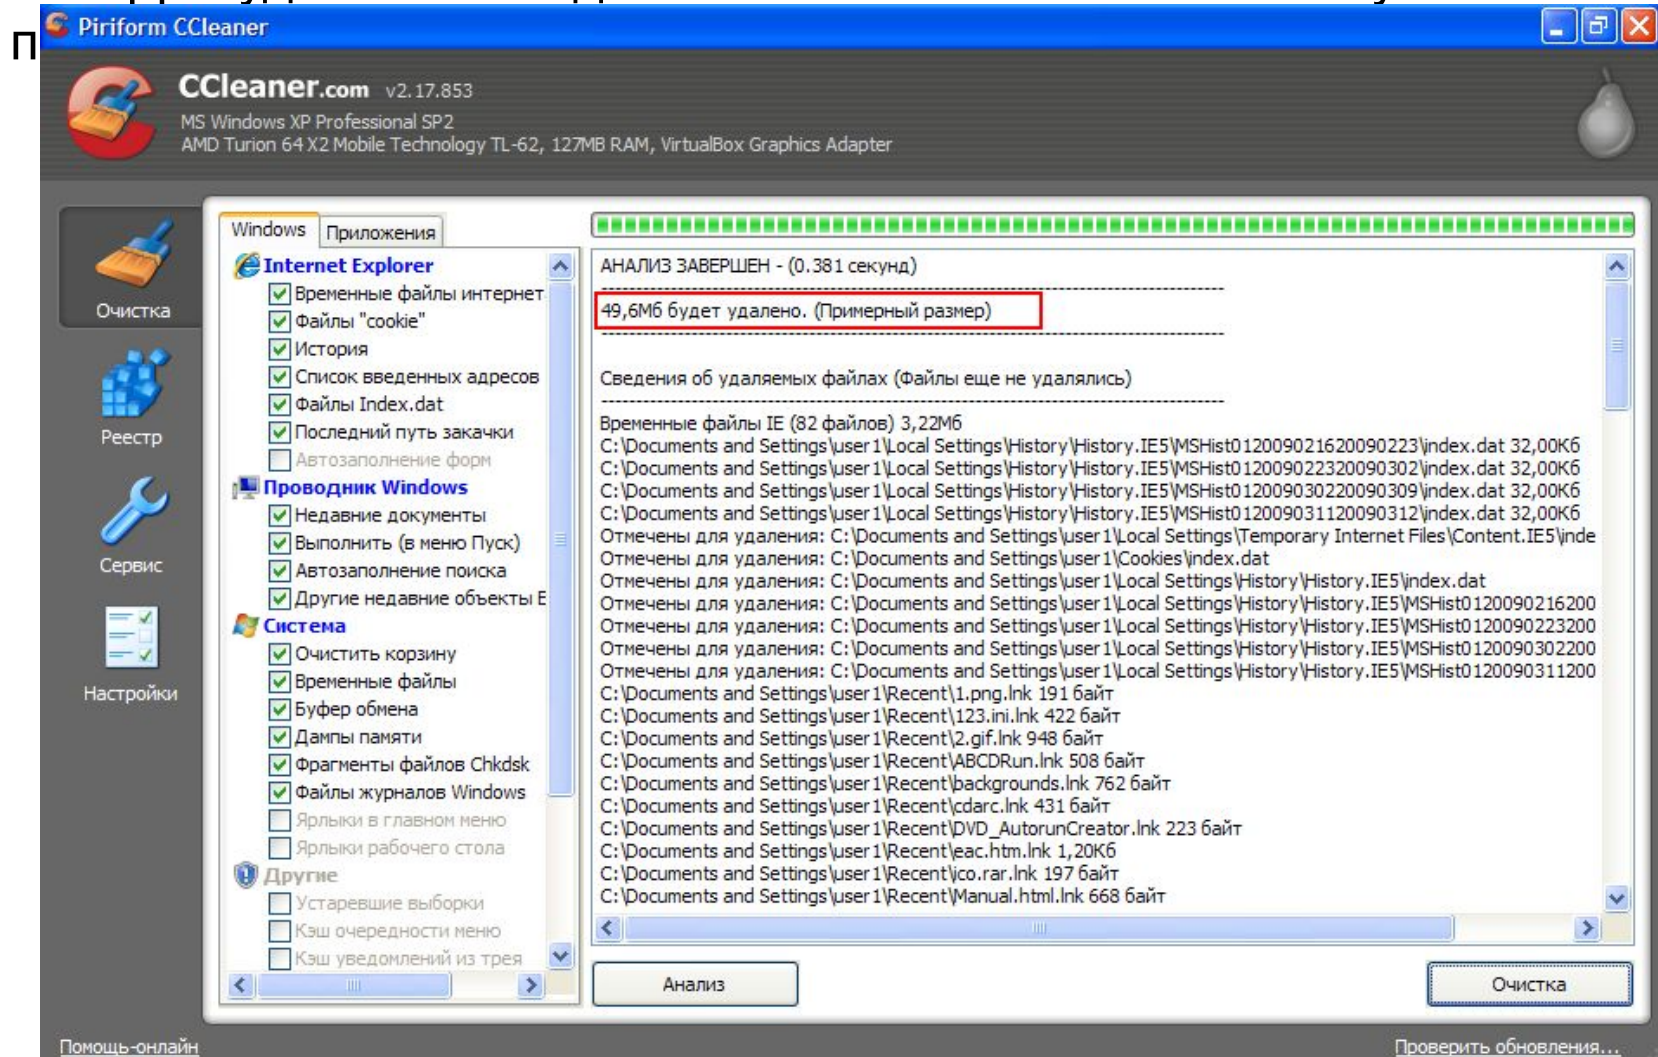 П
Piriform CCleaner
CCleaner.com v2.17.853
MS Windows XP Professional SP2
AMD Turion 64 X2 Mobile Technology TL-62, 127MB RAM, VirtualBox Graphics Adapter
Очистка
Реестр
Сервис
Настройки
Windows Приложения
Internet Explorer
Временные файлы интернет
Файлы "cookie"
История
Список введенных адресов
Файлы Index.dat
Последний путь закачки
Автозаполнение форм
Проводник Windows
Недавние документы
Выполнить (в меню Пуск)
Автозаполнение поиска
Другие недавние объекты
Система
Очистить корзину
Временные файлы
Буфер обмена
Дампы памяти
Фрагменты файлов Chkdsk
Файлы журналов Windows
Ярлыки в главном меню
Ярлыки рабочего стола
Другие
Устаревшие выборки
Кэш очередности меню
Кэш уведомлений из трея
АНАЛИЗ ЗАВЕРШЕН - (0.381 секунд)
49,6Мб будет удалено. (Примерный размер)
Сведения об удаляемых файлах (Файлы еще не удалялись)
Временные файлы IE (82 файлов) 3,22Мб
C:\Documents and Settings\user1\Local Settings\History\History.IE5\MSHist012009021620090223\index.dat 32,00Кб
C:\Documents and Settings\user1\Local Settings\History\History.IE5\MSHist012009022320090302\index.dat 32,00Кб
C:\Documents and Settings\user1\Local Settings\History\History.IE5\MSHist012009030220090309\index.dat 32,00Кб
C:\Documents and Settings\user1\Local Settings\History\History.IE5\MSHist012009031120090312\index.dat 32,00Кб
Отмечены для удаления: C:\Documents and Settings\user1\Local Settings\Temporary Internet Files\Content.IE5\inde
Отмечены для удаления: C:\Documents and Settings\user1\Cookies\index.dat
Отмечены для удаления: C:\Documents and Settings\user1\Local Settings\History\History.IE5\index.dat
Отмечены для удаления: C:\Documents and Settings\user1\Local Settings\History\History.IE5\MSHist0120090216200
Отмечены для удаления: C:\Documents and Settings\user1\Local Settings\History\History.IE5\MSHist0120090223200
Отмечены для удаления: C:\Documents and Settings\user1\Local Settings\History\History.IE5\MSHist0120090302200
Отмечены для удаления: C:\Documents and Settings\user1\Local Settings\History\History.IE5\MSHist0120090311200
C:\Documents and Settings\user1\Recent\1.png.lnk 191 байт
C:\Documents and Settings\user1\Recent\123.ini.lnk 422 байт
C:\Documents and Settings\user1\Recent\2.gif.lnk 948 байт
C:\Documents and Settings\user1\Recent\ABCDRun.lnk 508 байт
C:\Documents and Settings\user1\Recent\backgrounds.lnk 762 байт
C:\Documents and Settings\user1\Recent\cdarc.lnk 431 байт
C:\Documents and Settings\user1\Recent\DVD_AutorunCreator.lnk 223 байт
C:\Documents and Settings\user1\Recent\eac.htm.lnk 1,20Кб
C:\Documents and Settings\user1\Recent\ico.rar.lnk 197 байт
C:\Documents and Settings\user1\Recent\Manual.html.lnk 668 байт
Анализ
Очистка
Помощь-онлайн
Проверить обновления...